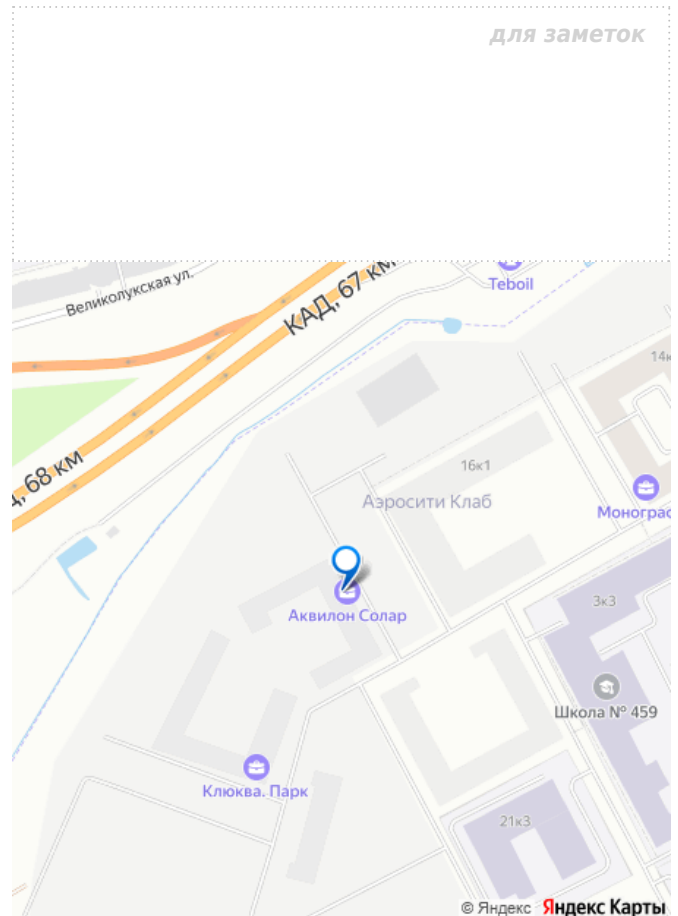 для заметок
Великолукская ул.
КАД, 67 км
Teboil
14к
68 км
16к1
Аэросити Клаб
Моногра
Аквилон Солар
3к3
Школа № 459
Клюква. Парк
21к3
© Яндекс Яндекс Карты